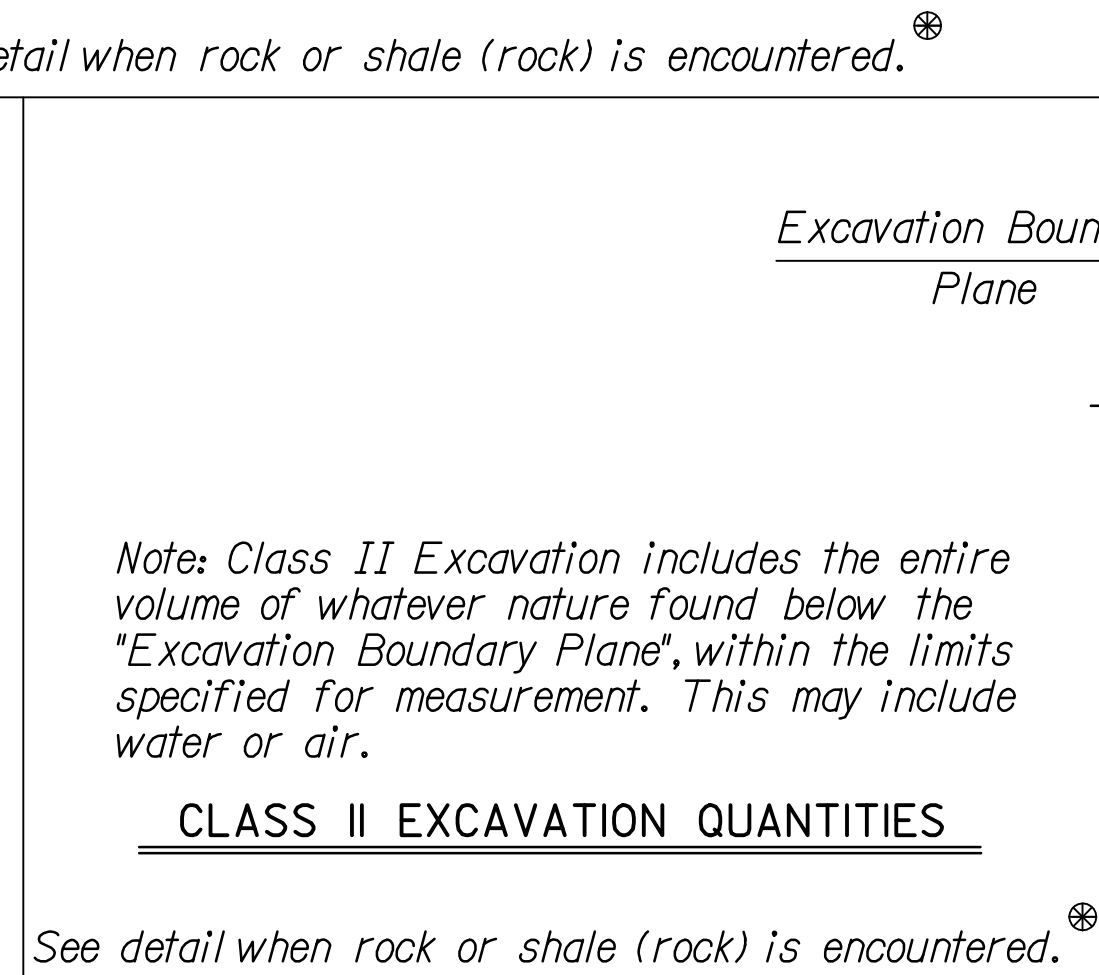 when rock or shale (rock) is encountered.
Excavation
Plane
Note: Class II Excavation includes the entire
volume of whatever nature found below the
"Excavation Boundary Plane", within the limits
specified for measurement. This may include
water or air.
CLASS II EXCAVATION QUANTITIES
See detail when rock or shale (rock) is encountered.